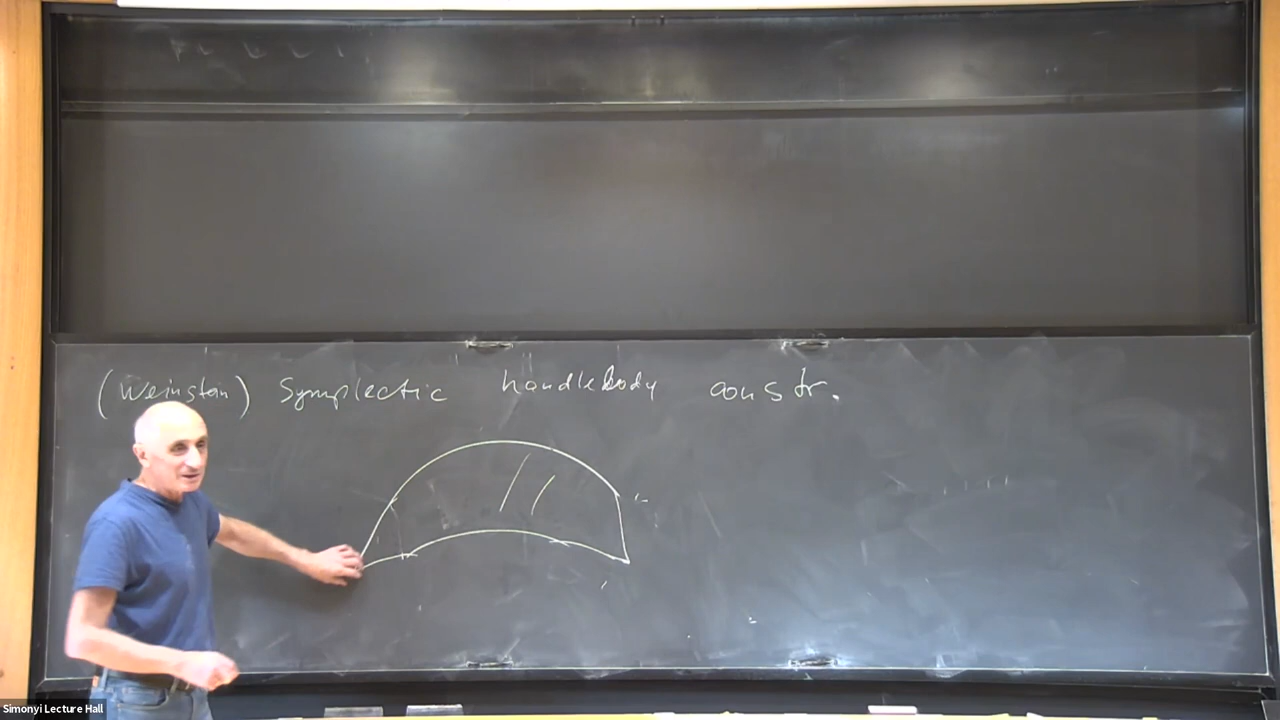 (Weinstein) Symplectic handlebody constr.
Simonyi Lecture Hall